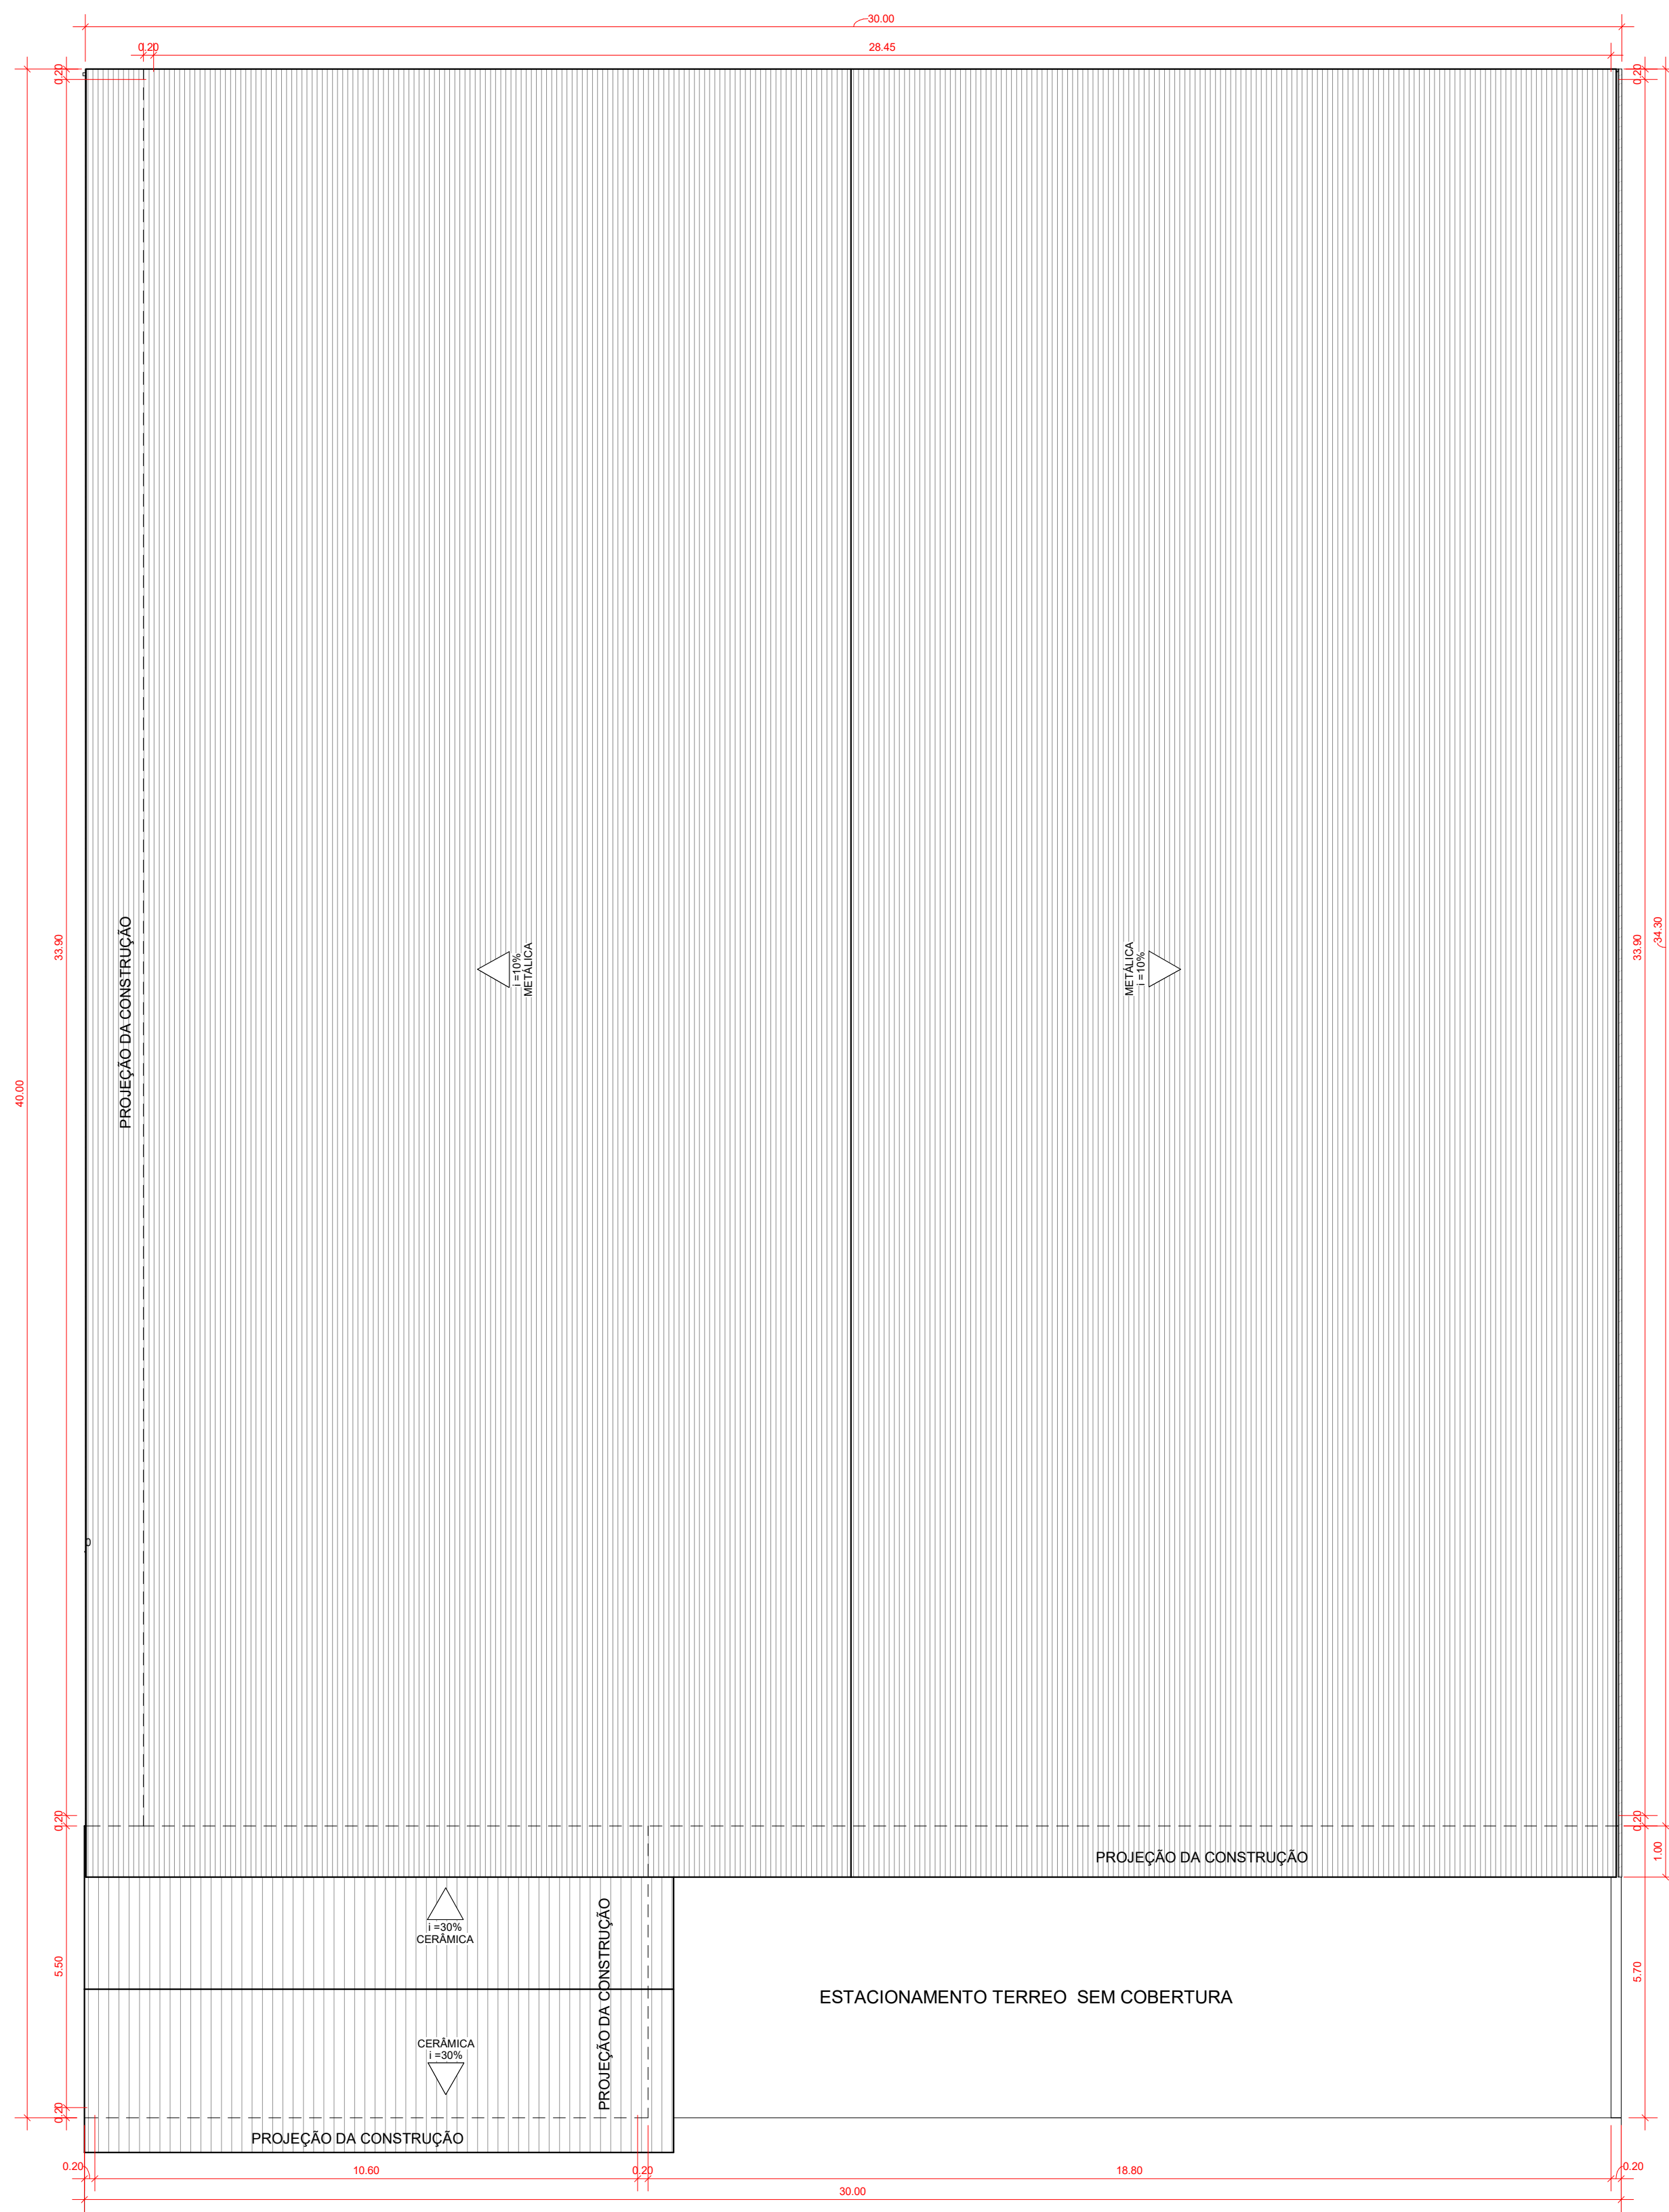 30.00
0.20
28.45
0.20
0.20
PROJEÇÃO DA CONSTRUÇÃO
33.90
40.00
i =10%
METÁLICA
METÁLICA
i =10%
33.90
34.30
0.20
0.20
1.00
PROJEÇÃO DA CONSTRUÇÃO
i =30%
CERÂMICA
PROJEÇÃO DA CONSTRUÇÃO
5.50
ESTACIONAMENTO TERREO SEM COBERTURA
5.70
CERÂMICA
i =30%
0.20
PROJEÇÃO DA CONSTRUÇÃO
0.20
10.60
0.20
18.80
0.20
30.00